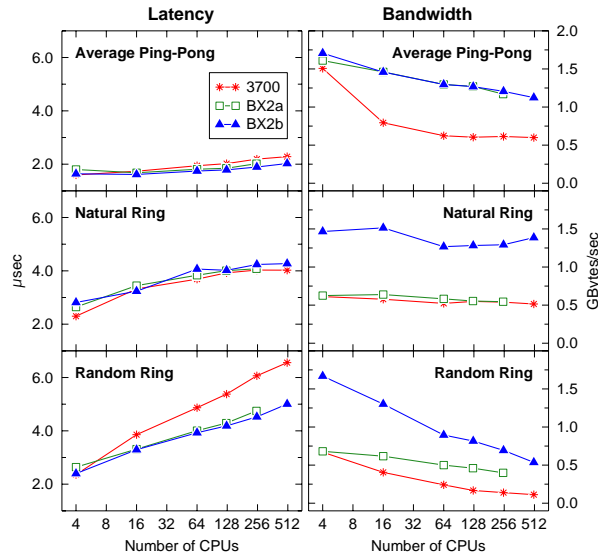 Latency Bandwidth
Average Ping-Pong
3700
BX2a
BX2b
6.0
4.0
2.0
Average Ping-Pong
2.0
1.5
1.0
0.5
0.0
Natural Ring
6.0
4.0
2.0
μsec
Natural Ring
1.5
1.0
0.5
0.0
GBytes/sec
Random Ring
6.0
4.0
2.0
4 8 16 32 64 128 256 512
Number of CPUs
Random Ring
1.5
1.0
0.5
0.0
4 8 16 32 64 128 256 512
Number of CPUs